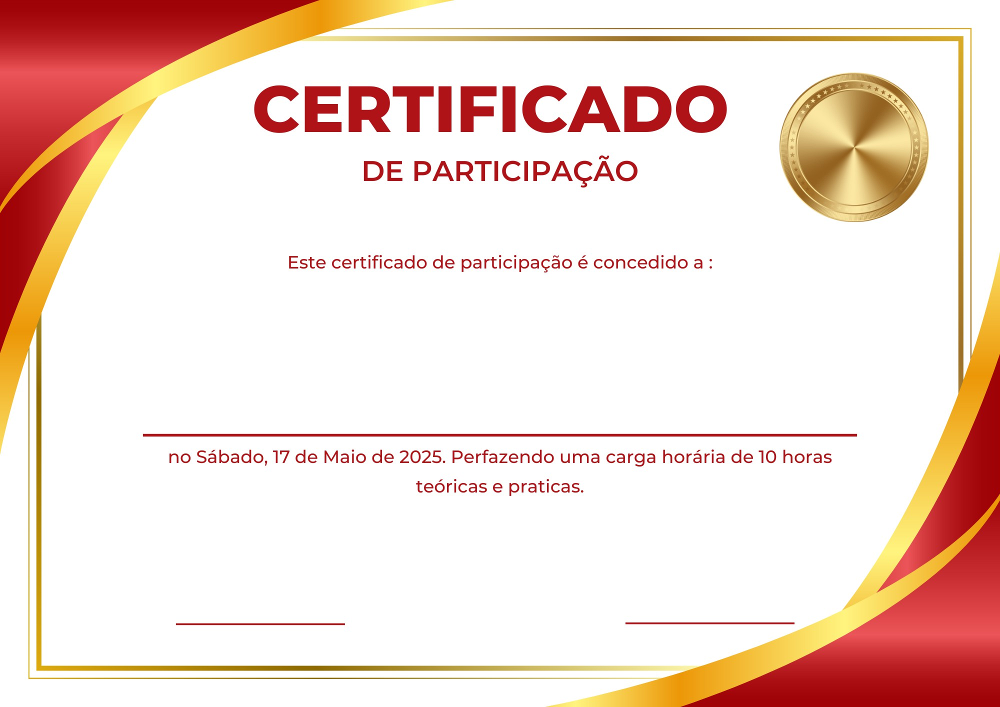 CERTIFICADO
DE PARTICIPAÇÃO
Este certificado de participação é concedido a :
no Sábado, 17 de Maio de 2025. Perfazendo uma carga horária de 10 horas
teóricas e praticas.